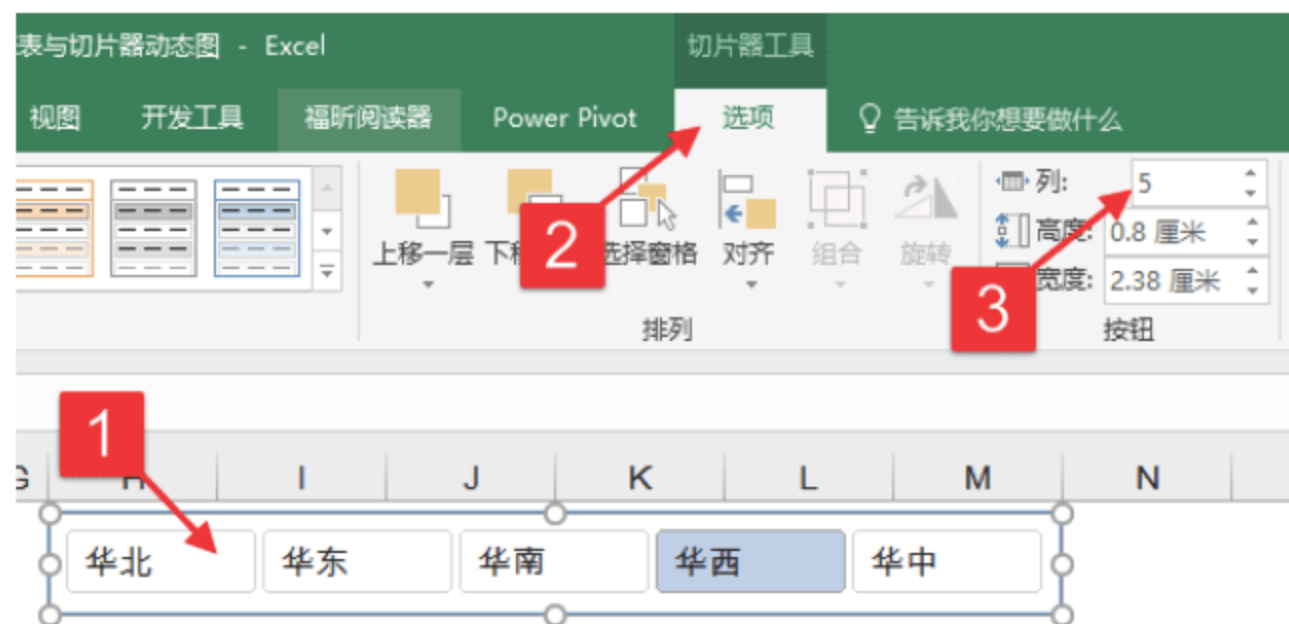 表与切片器动态图 - Excel
切片器工具
视图 开发工具 福昕阅读器 Power Pivot 选项 告诉我你想要做什么
列: 5
上移一层 下移 选择窗格 对齐 组合 旋转
高度: 0.8 厘米
宽度: 2.38 厘米
排列 按钮
2
3
1
G H I J K L M N
华北 华东 华南 华西 华中